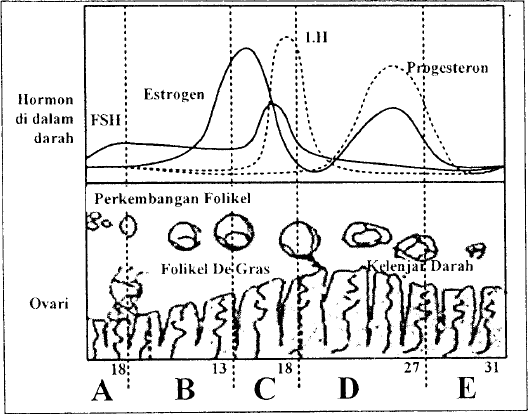 LH
Progesteron
Estrogen
Hormon
di dalam
darah
FSH
Perkembangan Folikel
Folikel De Gras
Kelenjar Darah
Ovari
18
13
18
27
31
A
B
C
D
E